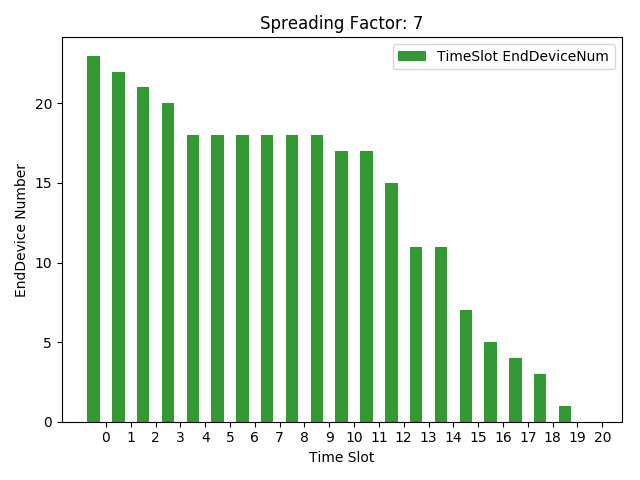 Spreading Factor: 7
TimeSlot EndDeviceNum
EndDevice Number
20
15
10
5
0
0 1 2 3 4 5 6 7 8 9 10 11 12 13 14 15 16 17 18 19 20
Time Slot